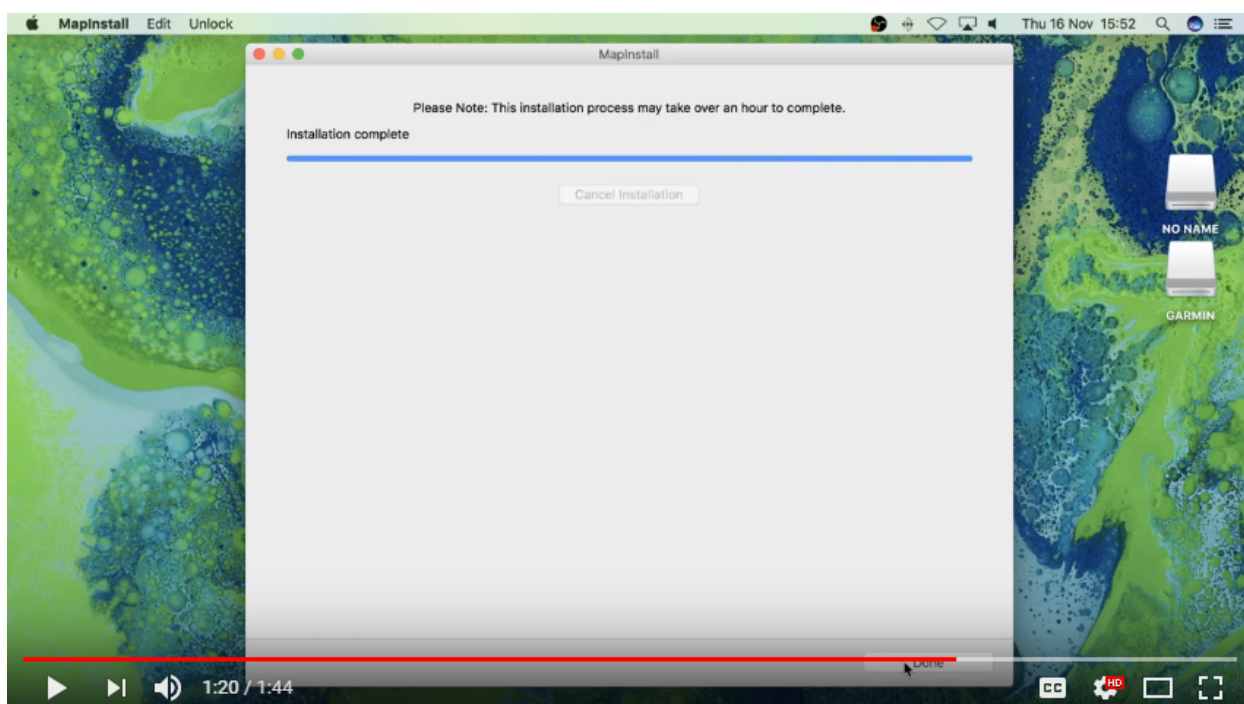 MapInstall Edit Unlock Thu 16 Nov 15:52
MapInstall
Please Note: This installation process may take over an hour to complete.
Installation complete
Cancel Installation
NO NAME
GARMIN
Done
1:20 / 1:44 CC HD